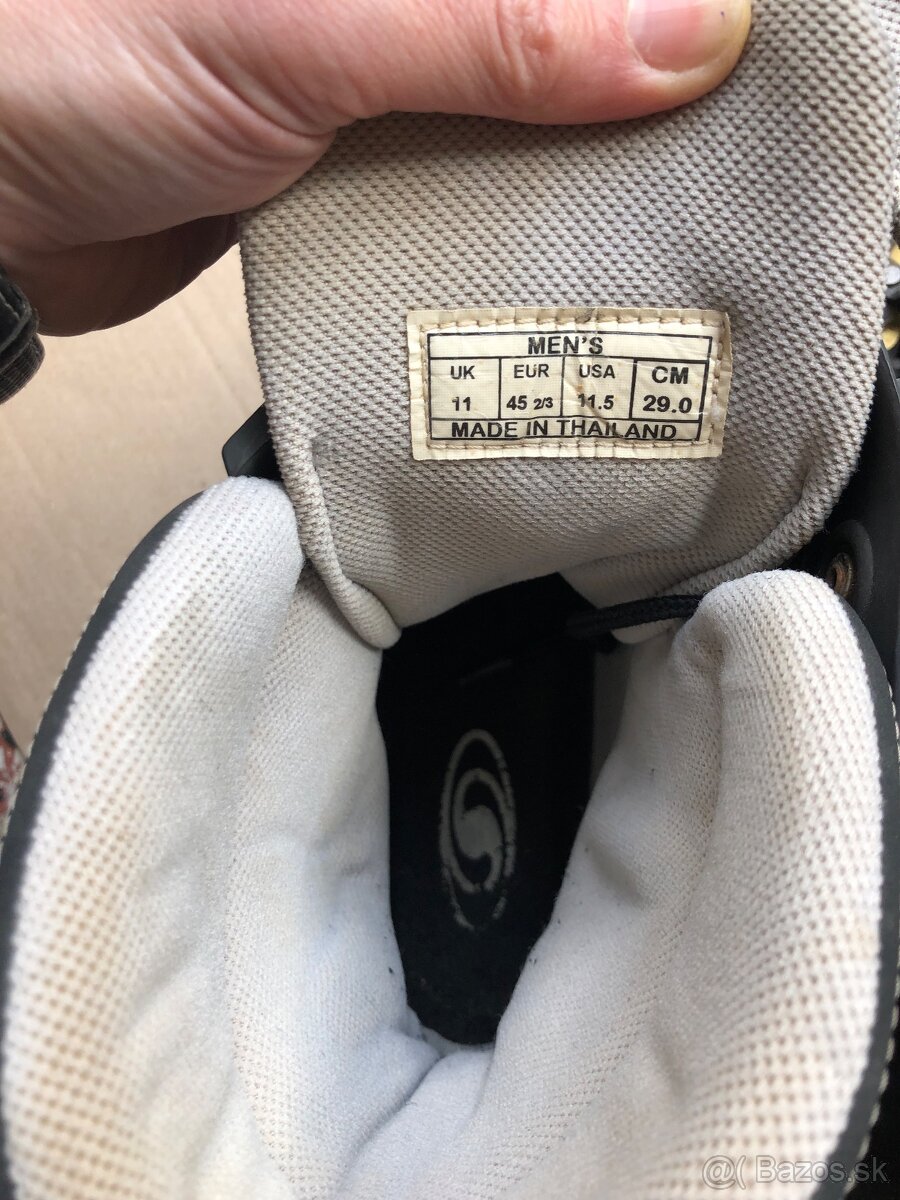 MEN'S
UK EUR USA CM
11 45 2/3 11.5 29.0
MADE IN THAILAND
@( Bazos.sk